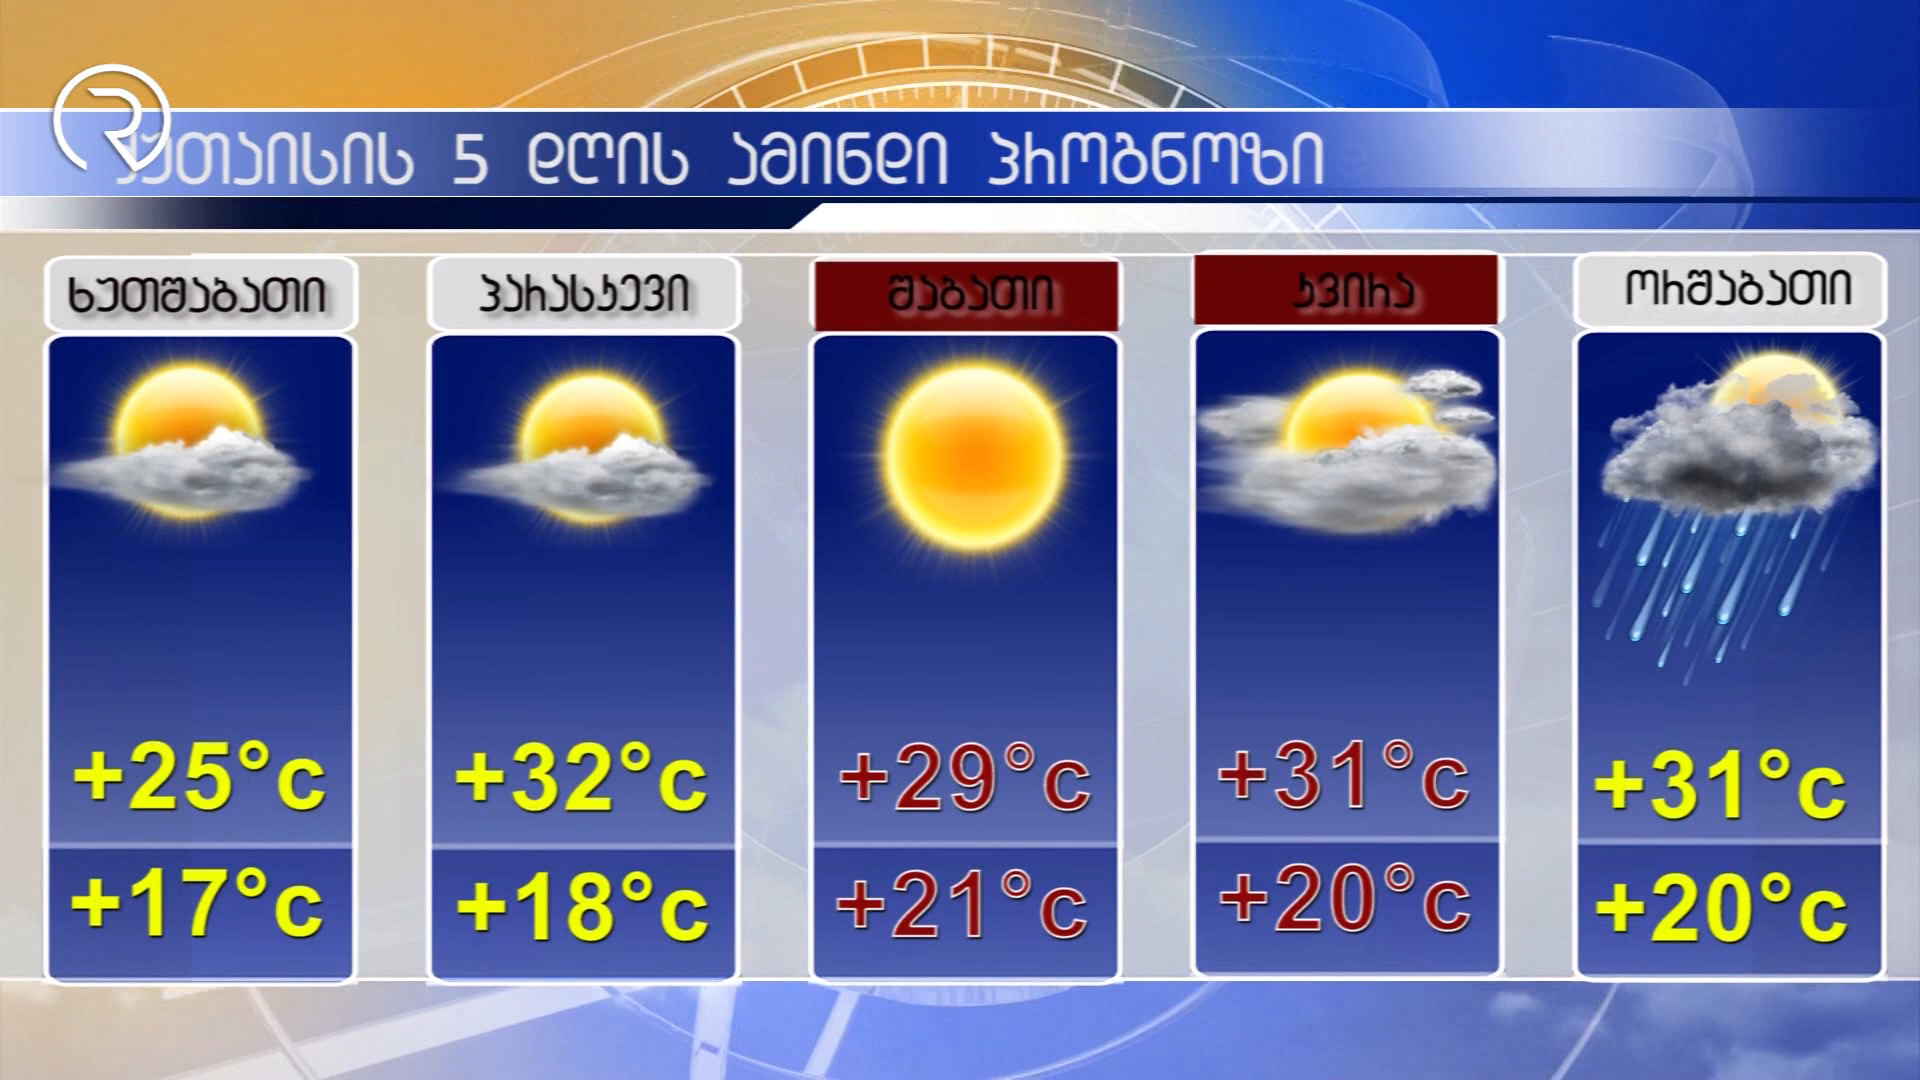 ქუთაისის 5 დღის ამინდი პროგნოზი
ხუთშაბათი
+25°c
+17°c
პარასკევი
+32°c
+18°c
შაბათი
+29°c
+21°c
კვირა
+31°c
+20°c
ორშაბათი
+31°c
+20°c